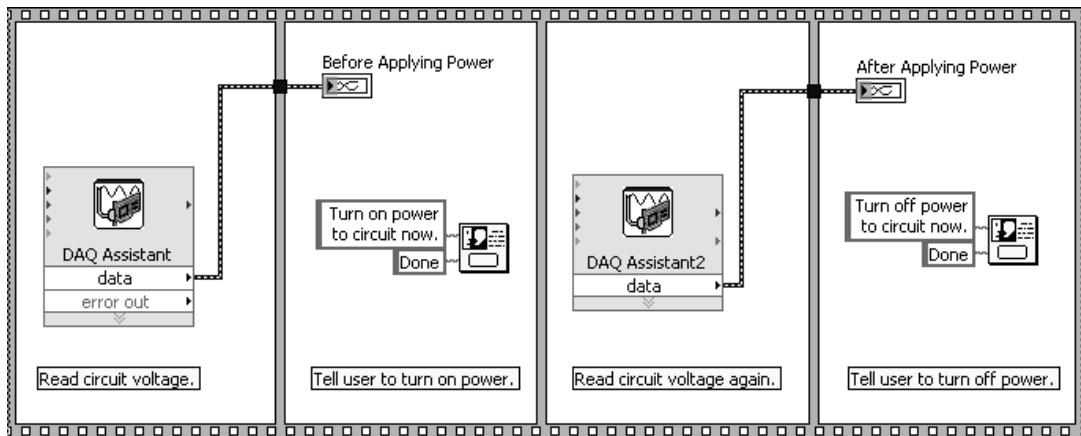 DAQ Assistant
data
error out
Read circuit voltage.
Before Applying Power
Turn on power
to circuit now.
Done
Tell user to turn on power.
DAQ Assistant2
data
Read circuit voltage again.
After Applying Power
Turn off power
to circuit now.
Done
Tell user to turn off power.